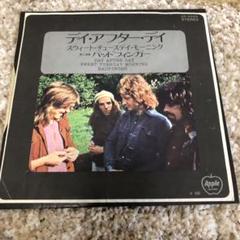 STEREO
デイ・アフター・デイ
スウィート・チューズデイ・モーニング
バッドフィンガー
DAY AFTER DAY
SWEET TUESDAY MORNING
BADFINGER
Apple